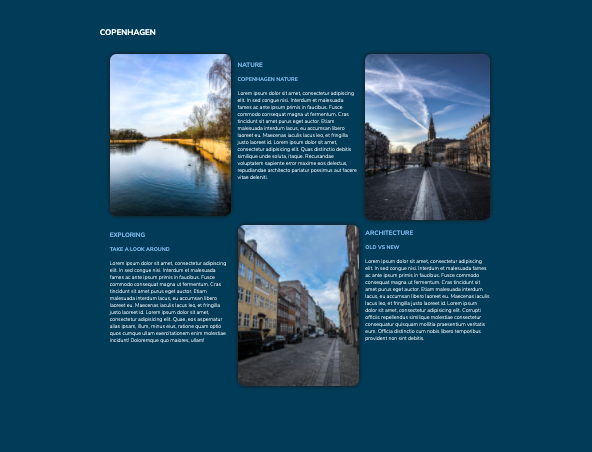 COPENHAGEN
NATURE
COPENHAGEN NATURE
Lorem ipsum dolor sit amet, consectetur adipiscing
elit. In sed congue nisi. Interdum et malesuada
fames ac ante ipsum primis in faucibus. Fusce
commodo consequat magna ut fermentum. Cras
tincidunt sit amet purus eget auctor. Etiam
malesuada interdum lacus, eu accumsan libero
laoreet eu. Maecenas iaculis lacus leo, et fringilla
justo laoreet id. Lorem ipsum dolor sit amet,
consectetur adipisicing elit. Quas distinctio debitis
similique unde soluta, itaque. Recusandae
voluptatem sapiente error maxime eos delectus,
repudiandae architecto pariatur possimus aut facere
vitae deleniti.
EXPLORING
TAKE A LOOK AROUND
Lorem ipsum dolor sit amet, consectetur adipiscing
elit. In sed congue nisi. Interdum et malesuada
fames ac ante ipsum primis in faucibus. Fusce
commodo consequat magna ut fermentum. Cras
tincidunt sit amet purus eget auctor. Etiam
malesuada interdum lacus, eu accumsan libero
laoreet eu. Maecenas iaculis lacus leo, et fringilla
justo laoreet id. Lorem ipsum dolor sit amet,
consectetur adipisicing elit. Quae, eos aspernatur
alias ipsam, illum, minus eius, ratione quam optio
quos cumque ullam exercitationem enim molestiae
incidunt! Doloremque quo maiores, ullam!
ARCHITECTURE
OLD VS NEW
Lorem ipsum dolor sit amet, consectetur adipiscing
elit. In sed congue nisi. Interdum et malesuada
fames ac ante ipsum primis in faucibus. Fusce
commodo consequat magna ut fermentum. Cras tincidunt sit
amet purus eget auctor. Etiam malesuada interdum
lacus, eu accumsan libero laoreet eu. Maecenas iaculis
lacus leo, et fringilla justo laoreet id. Lorem ipsum
dolor sit amet, consectetur adipisicing elit. Corrupti
officiis repellendus similique molestiae consectetur
consequatur quisquam mollitia praesentium veritatis
eum. Officia distinctio cum nobis libero temporibus
provident non sint debitis.